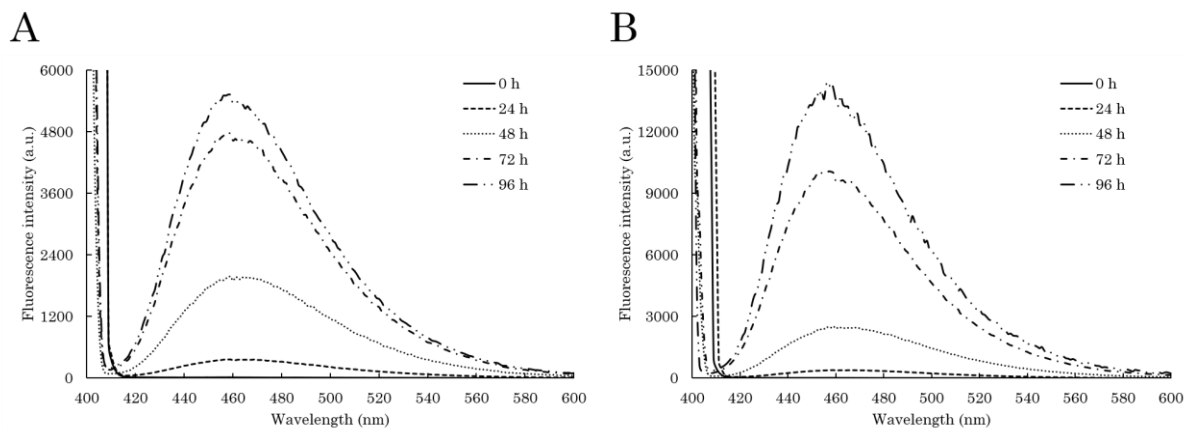 A
Fluorescence intensity (a.u.)
6000
4800
3600
2400
1200
0
400 420 440 460 480 500 520 540 560 580 600
Wavelength (nm)
0 h
24 h
48 h
72 h
96 h
B
Fluorescence intensity (a.u.)
15000
12000
9000
6000
3000
0
400 420 440 460 480 500 520 540 560 580 600
Wavelength (nm)
0 h
24 h
48 h
72 h
96 h